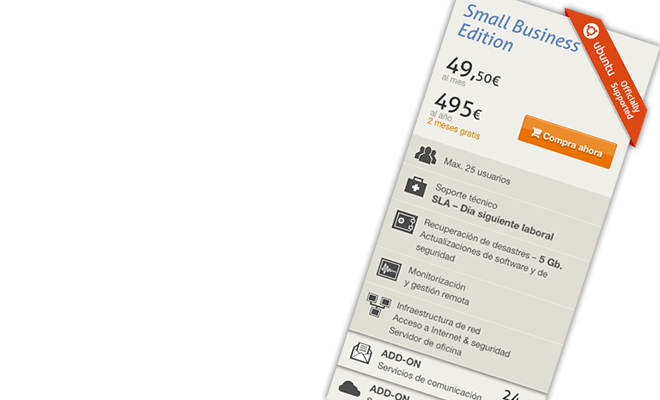 Small Business
Edition
49,50€
al mes
495€
al año
2 meses gratis
Compra ahora
ubuntu
Officially
Supported
Max. 25 usuarios
Soporte técnico
SLA – Día siguiente laboral
Recuperación de desastres – 5 Gb.
Actualizaciones de software y de
seguridad
Monitorización
y gestión remota
Infraestructura de red
Acceso a Internet & seguridad
Servidor de oficina
ADD-ON
Servicios de comunicación
24
ADD-ON